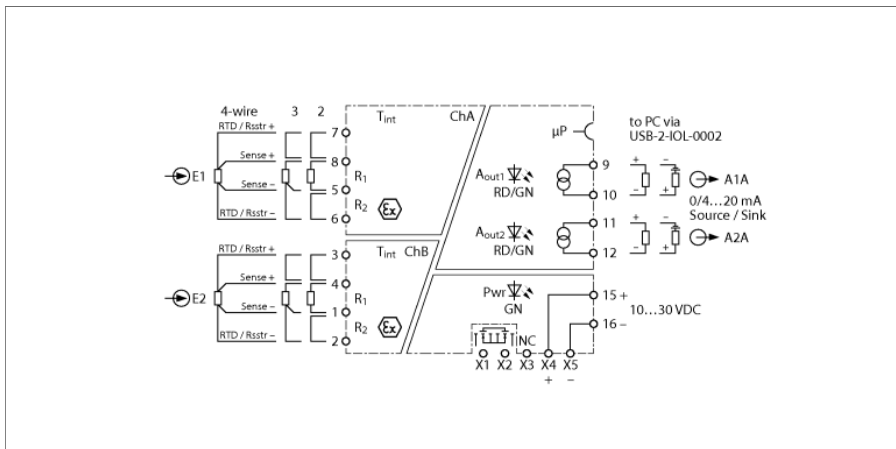 4-wire 3 2
RTD / Rsstr +
7
Sense +
8
E1
Sense –
5
RTD / Rsstr –
6
Tint ChA
R1
R2
Ex
RTD / Rsstr +
3
Sense +
4
E2
Sense –
1
RTD / Rsstr –
2
Tint ChB
R1
R2
Ex
µP
to PC via
USB-2-IOL-0002
Aout1
RD/GN
9
10
+ –
– +
A1A
0/4...20 mA
Source / Sink
Aout2
RD/GN
11
12
+ –
– +
A2A
Pwr
GN
15 +
16 –
10...30 VDC
NC
X1 X2 X3 X4 X5
+ –